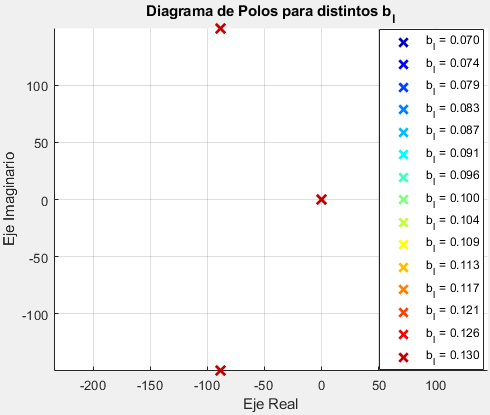 Diagrama de Polos para distintos b_l
100
50
0
-50
-100
Eje Imaginario
-200
-150
-100
-50
0
50
100
Eje Real
b_l = 0.070
b_l = 0.074
b_l = 0.079
b_l = 0.083
b_l = 0.087
b_l = 0.091
b_l = 0.096
b_l = 0.100
b_l = 0.104
b_l = 0.109
b_l = 0.113
b_l = 0.117
b_l = 0.121
b_l = 0.126
b_l = 0.130